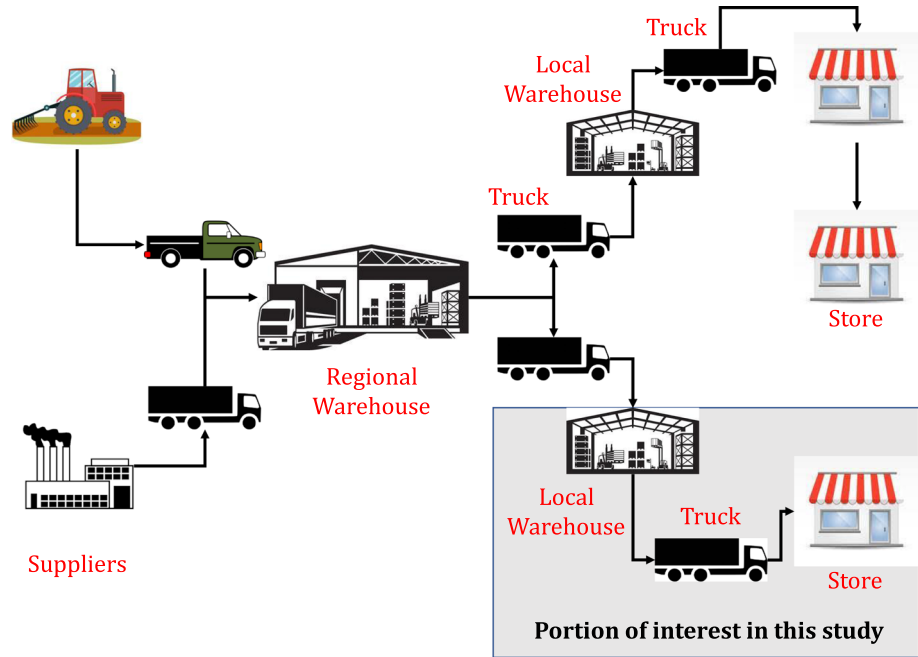 Truck
Local
Warehouse
Truck
Store
Regional
Warehouse
Local
Warehouse
Truck
Suppliers
Store
Portion of interest in this study